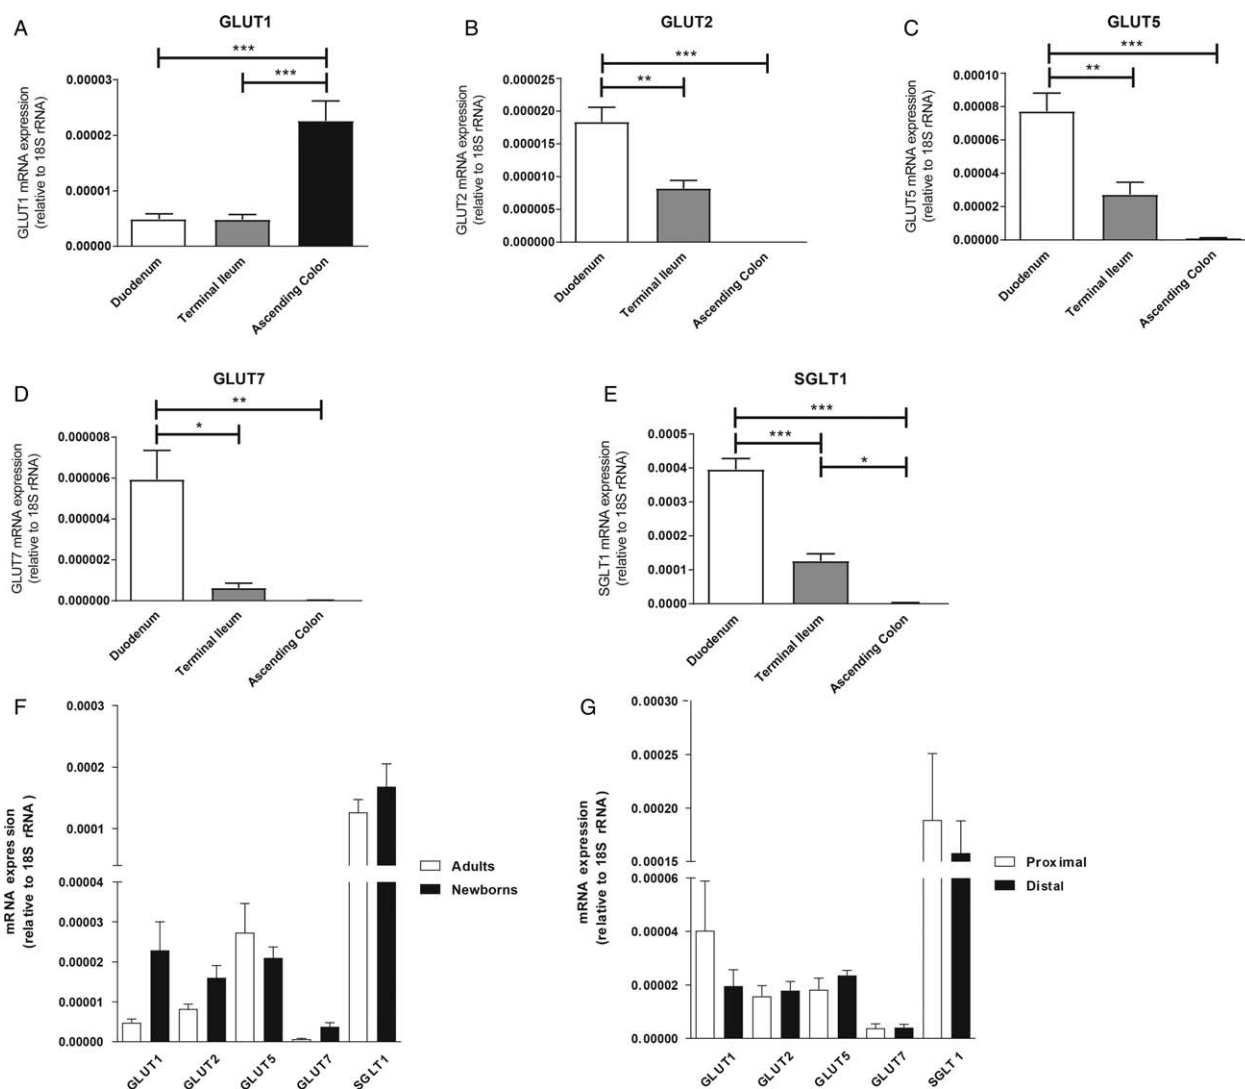 A
GLUT1
***
***
GLUT1 mRNA expression
(relative to 18S rRNA)
0.00003
0.00002
0.00001
0.00000
Duodenum
Terminal Ileum
Ascending Colon
B
GLUT2
***
**
GLUT2 mRNA expression
(relative to 18S rRNA)
0.000025
0.000020
0.000015
0.000010
0.000005
0.000000
Duodenum
Terminal Ileum
Ascending Colon
C
GLUT5
***
**
GLUT5 mRNA expression
(relative to 18S rRNA)
0.00010
0.00008
0.00006
0.00004
0.00002
0.00000
Duodenum
Terminal Ileum
Ascending Colon
D
GLUT7
**
*
GLUT7 mRNA expression
(relative to 18S rRNA)
0.000008
0.000006
0.000004
0.000002
0.000000
Duodenum
Terminal Ileum
Ascending Colon
E
SGLT1
***
***
*
SGLT1 mRNA expression
(relative to 18S rRNA)
0.0005
0.0004
0.0003
0.0002
0.0001
0.0000
Duodenum
Terminal Ileum
Ascending Colon
F
mRNA expression
(relative to 18S rRNA)
0.0003
0.0002
0.0001
0.00004
0.00003
0.00002
0.00001
0.00000
GLUT1
GLUT2
GLUT5
GLUT7
SGLT1
Adults
Newborns
G
mRNA expression
(relative to 18S rRNA)
0.00030
0.00025
0.00020
0.00015
0.00006
0.00004
0.00002
0.00000
GLUT1
GLUT2
GLUT5
GLUT7
SGLT1
Proximal
Distal